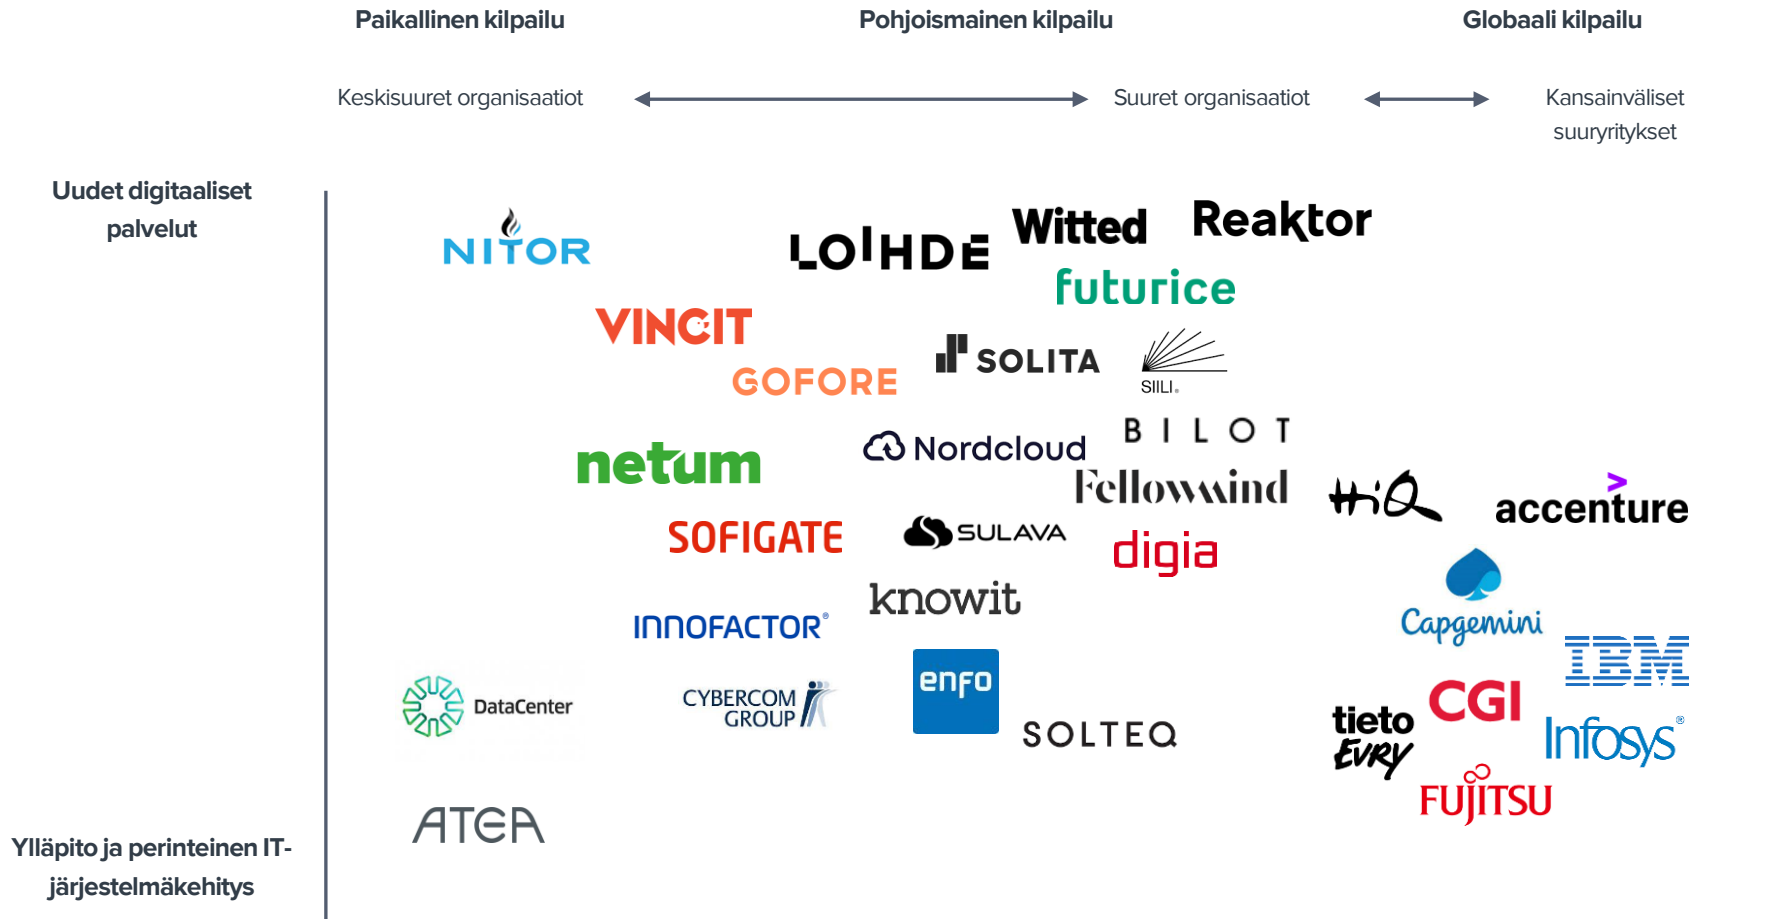 Paikallinen kilpailu
Pohjoismainen kilpailu
Globaali kilpailu
Keskisuuret organisaatiot
Suuret organisaatiot
Kansainväliset
suuryritykset
Uudet digitaaliset
palvelut
NITOR
LOIHDE
Witted
Reaktor
futurice
VINCIT
GOFORE
SOLITA
SIILI®
BILOT
netum
Nordcloud
Fellowmind
HiQ
accenture
SOFIGATE
SULAVA
digia
knowit
INNOFACTOR®
Capgemini
IBM
DataCenter
CYBERCOM
GROUP
enfo
SOLTEQ
CGI
tieto
EVRY
Infosys®
FUJITSU
ATEA
Ylläpito ja perinteinen IT-
järjestelmäkehitys